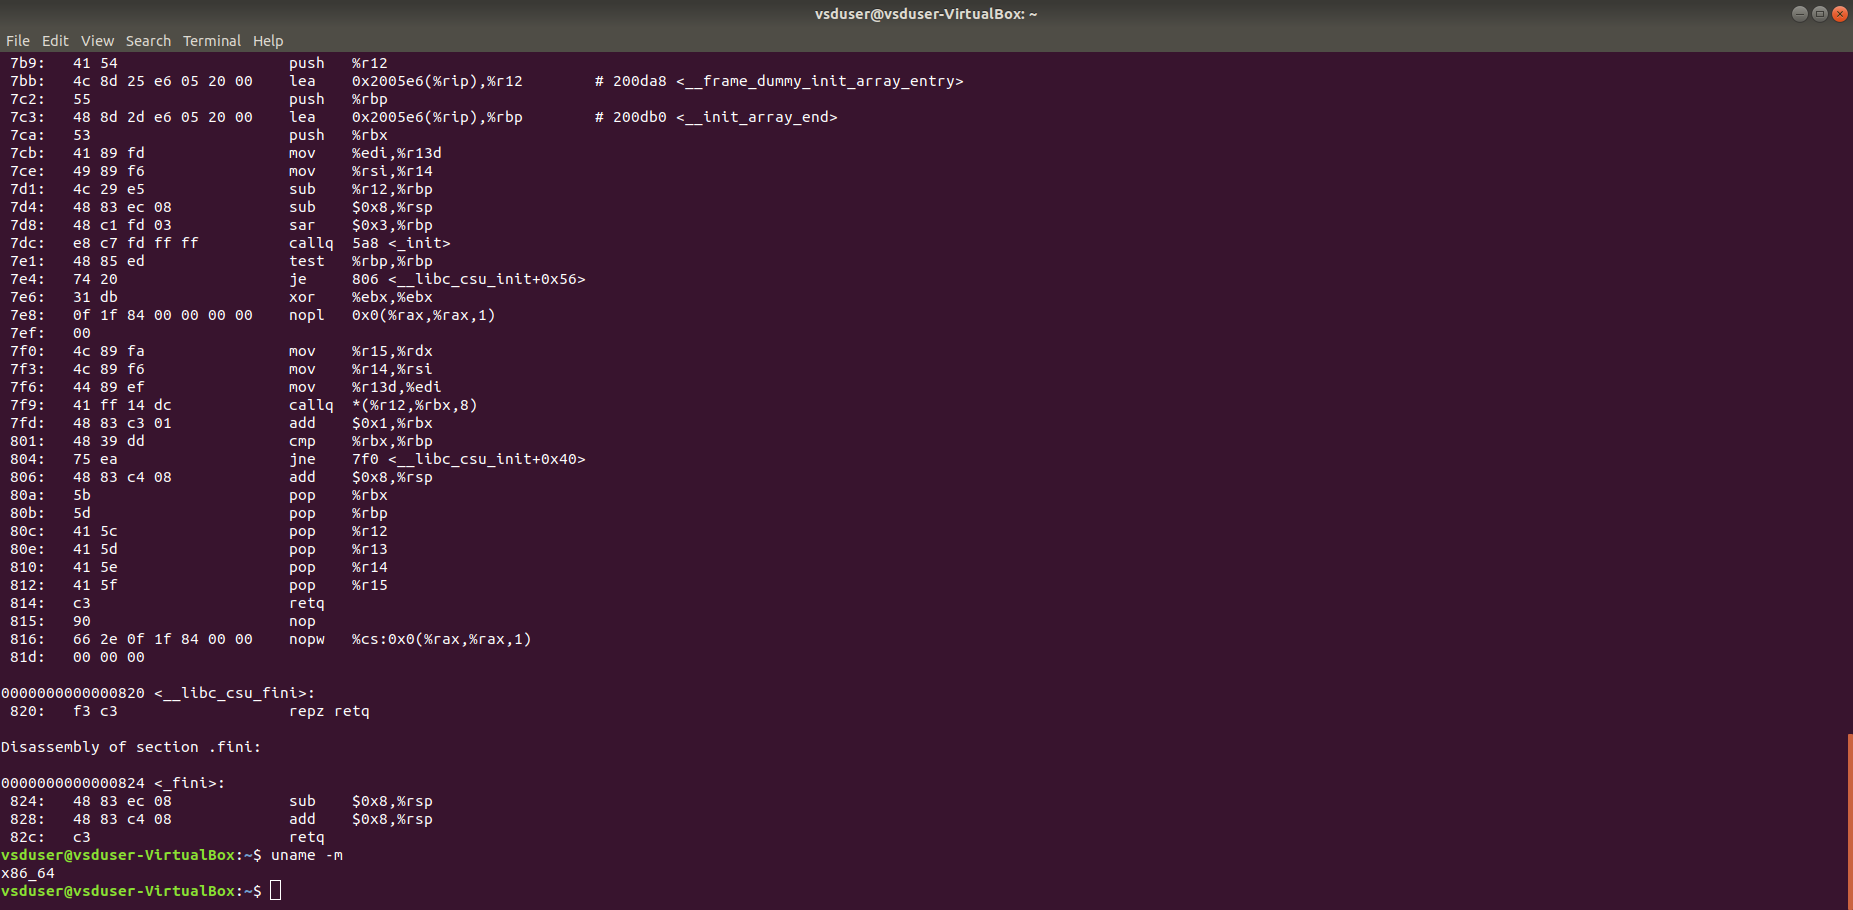 vsduser@vsduser-VirtualBox: ~
File Edit View Search Terminal Help
 7b9:	41 54                	push   %r12
 7bb:	4c 8d 25 e6 05 20 00 	lea    0x2005e6(%rip),%r12        # 200da8 <__frame_dummy_init_array_entry>
 7c2:	55                   	push   %rbp
 7c3:	48 8d 2d e6 05 20 00 	lea    0x2005e6(%rip),%rbp        # 200db0 <__init_array_end>
 7ca:	53                   	push   %rbx
 7cb:	41 89 fd             	mov    %edi,%r13d
 7ce:	49 89 f6             	mov    %rsi,%r14
 7d1:	4c 29 e5             	sub    %r12,%rbp
 7d4:	48 83 ec 08          	sub    $0x8,%rsp
 7d8:	48 c1 fd 03          	sar    $0x3,%rbp
 7dc:	e8 c7 fd ff ff       	callq  5a8 <_init>
 7e1:	48 85 ed             	test   %rbp,%rbp
 7e4:	74 20                	je     806 <__libc_csu_init+0x56>
 7e6:	31 db                	xor    %ebx,%ebx
 7e8:	0f 1f 84 00 00 00 00 	nopl   0x0(%rax,%rax,1)
 7ef:	00
 7f0:	4c 89 fa             	mov    %r15,%rdx
 7f3:	4c 89 f6             	mov    %r14,%rsi
 7f6:	44 89 ef             	mov    %r13d,%edi
 7f9:	41 ff 14 dc          	callq  *(%r12,%rbx,8)
 7fd:	48 83 c3 01          	add    $0x1,%rbx
 801:	48 39 dd             	cmp    %rbx,%rbp
 804:	75 ea                	jne    7f0 <__libc_csu_init+0x40>
 806:	48 83 c4 08          	add    $0x8,%rsp
 80a:	5b                   	pop    %rbx
 80b:	5d                   	pop    %rbp
 80c:	41 5c                	pop    %r12
 80e:	41 5d                	pop    %r13
 810:	41 5e                	pop    %r14
 812:	41 5f                	pop    %r15
 814:	c3                   	retq
 815:	90                   	nop
 816:	66 2e 0f 1f 84 00 00 	nopw   %cs:0x0(%rax,%rax,1)
 81d:	00 00 00

0000000000000820 <__libc_csu_fini>:
 820:	f3 c3                	repz retq

Disassembly of section .fini:

0000000000000824 <_fini>:
 824:	48 83 ec 08          	sub    $0x8,%rsp
 828:	48 83 c4 08          	add    $0x8,%rsp
 82c:	c3                   	retq
vsduser@vsduser-VirtualBox:~$ uname -m
x86_64
vsduser@vsduser-VirtualBox:~$